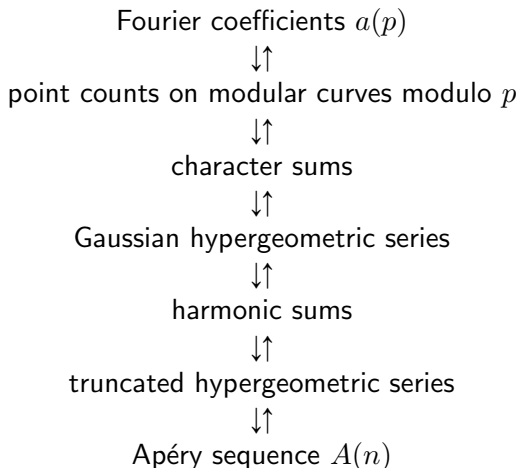 Fourier coefficients a(p)
↓↑
point counts on modular curves modulo p
↓↑
character sums
↓↑
Gaussian hypergeometric series
↓↑
harmonic sums
↓↑
truncated hypergeometric series
↓↑
Apéry sequence A(n)